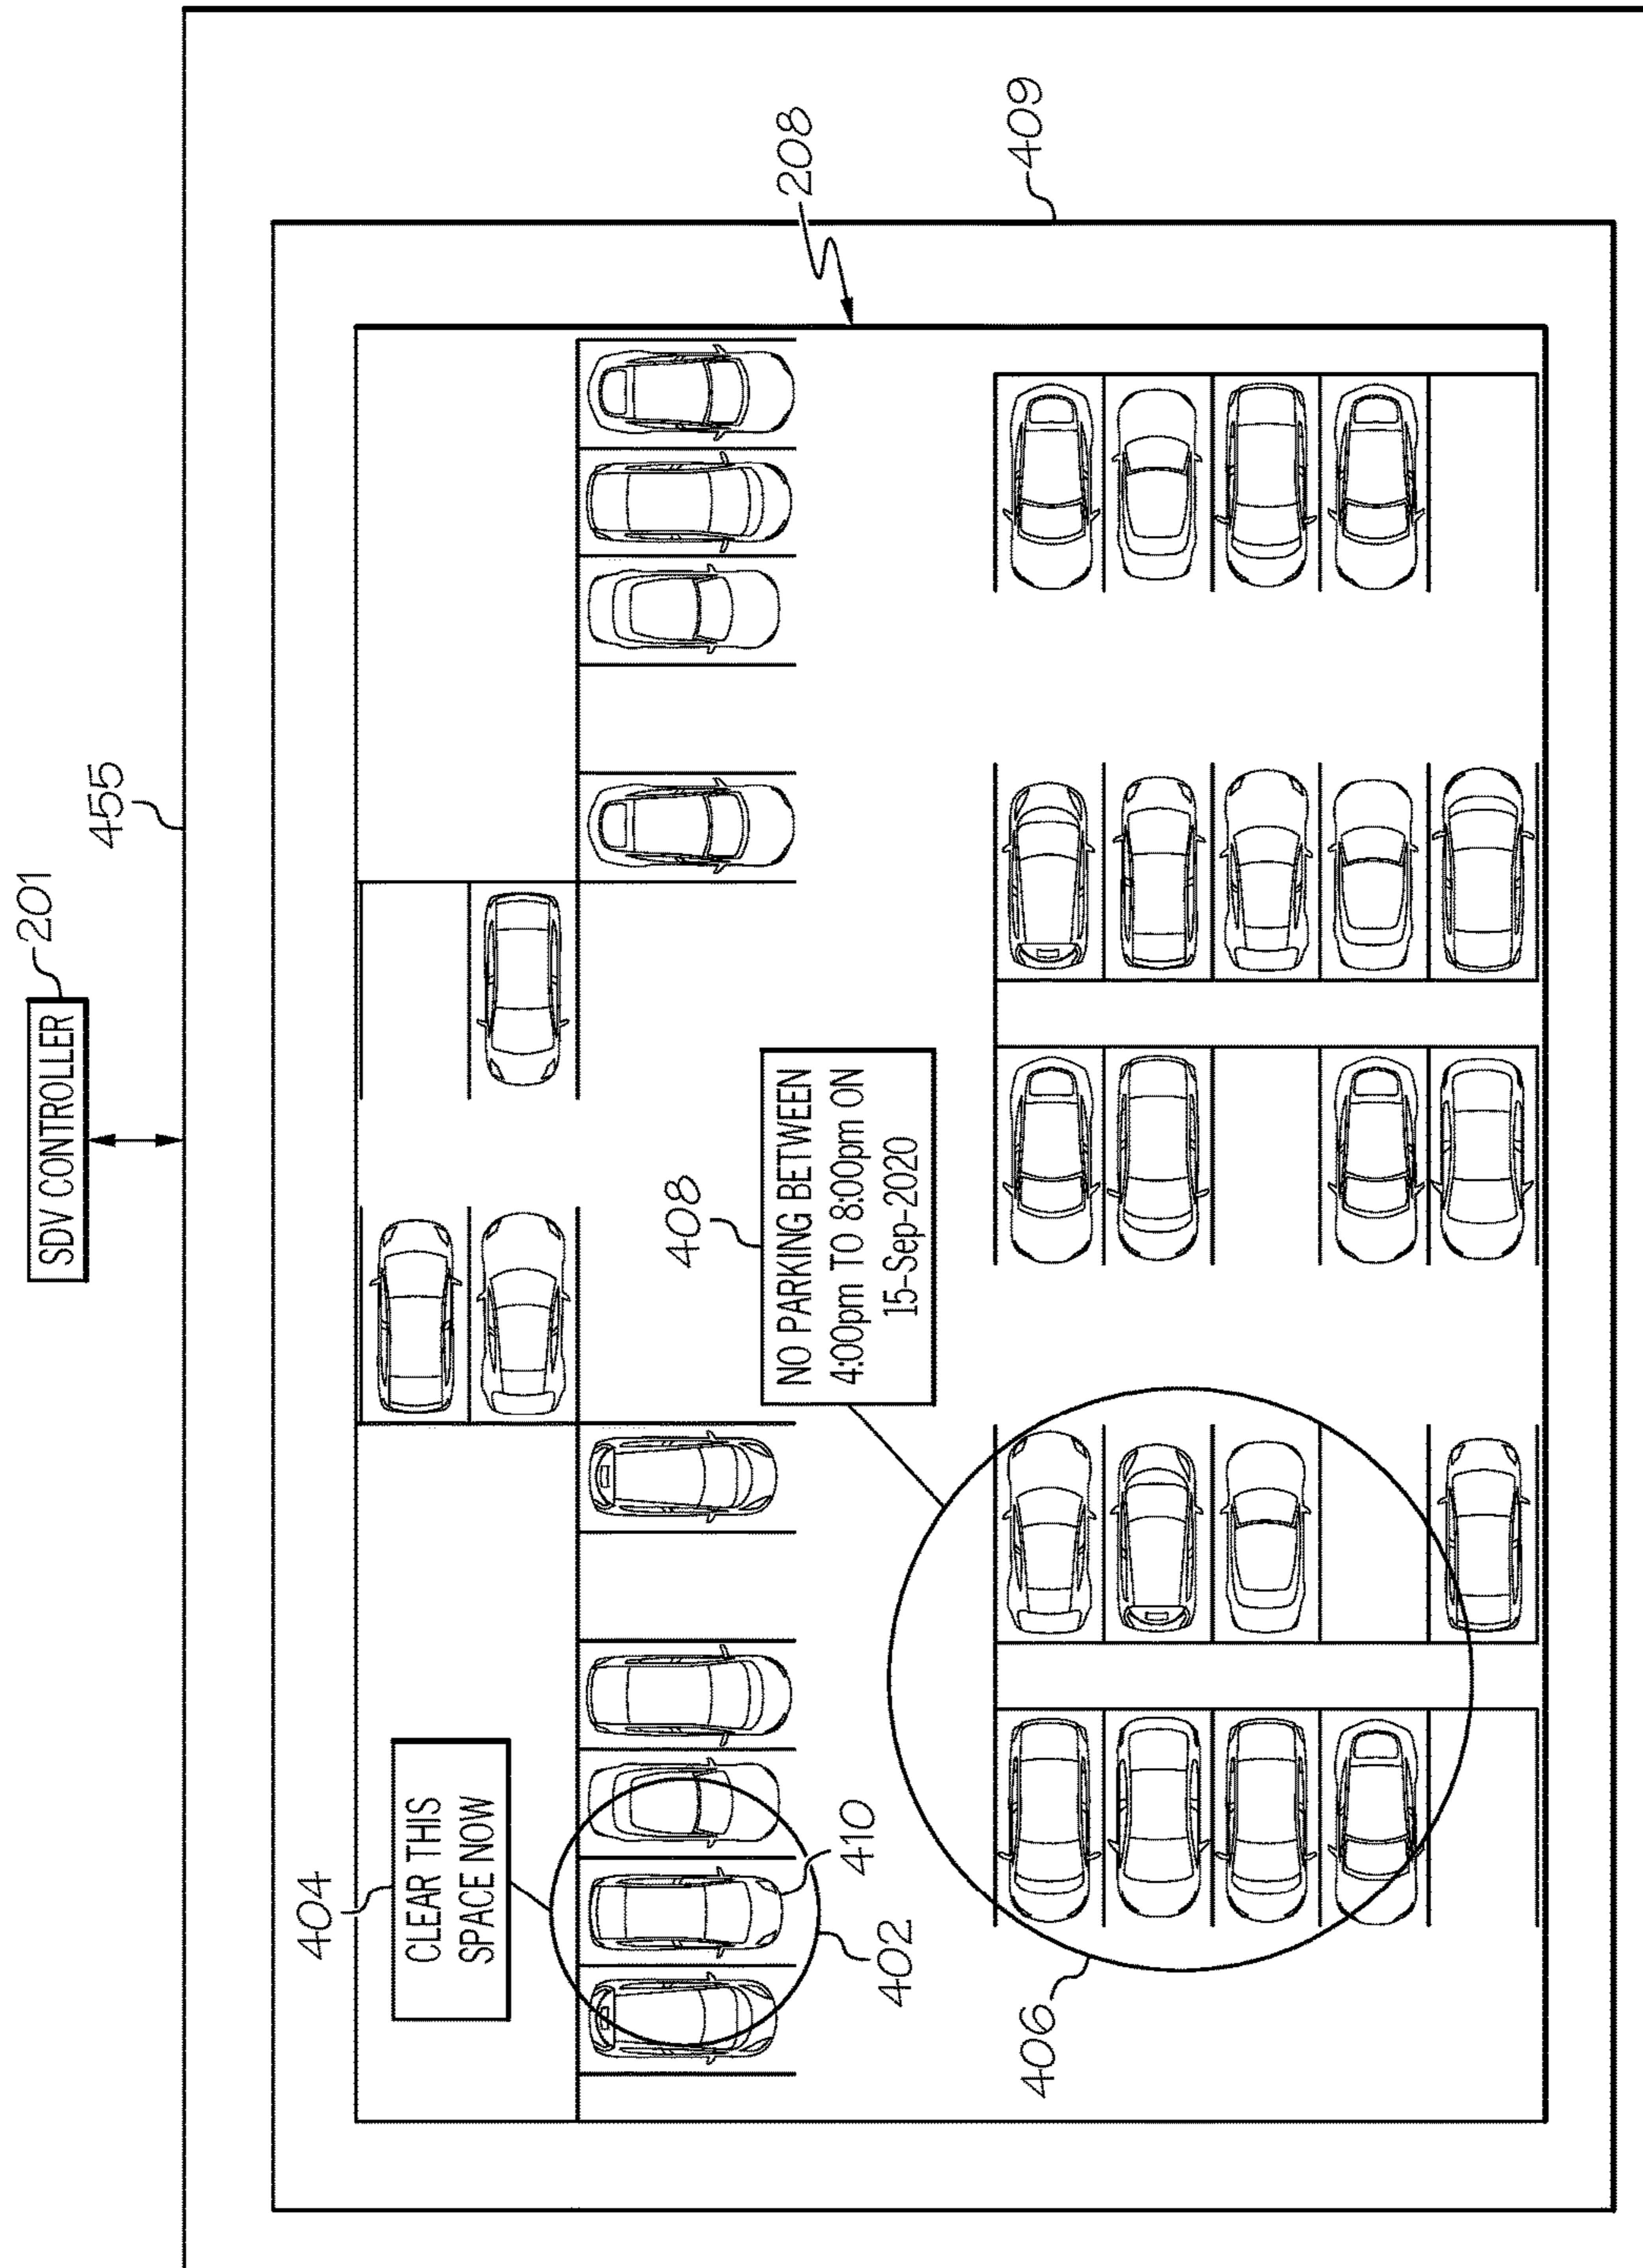 SDV CONTROLLER
201
455
404
CLEAR THIS
SPACE NOW
408
NO PARKING BETWEEN
4:00pm TO 8:00pm ON
15-Sep-2020
208
409
410
402
406